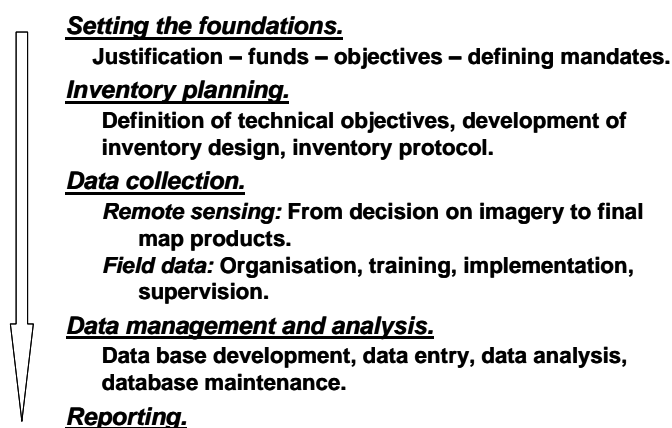 Setting the foundations.
Justification – funds – objectives – defining mandates.
Inventory planning.
Definition of technical objectives, development of
inventory design, inventory protocol.
Data collection.
Remote sensing: From decision on imagery to final
map products.
Field data: Organisation, training, implementation,
supervision.
Data management and analysis.
Data base development, data entry, data analysis,
database maintenance.
Reporting.